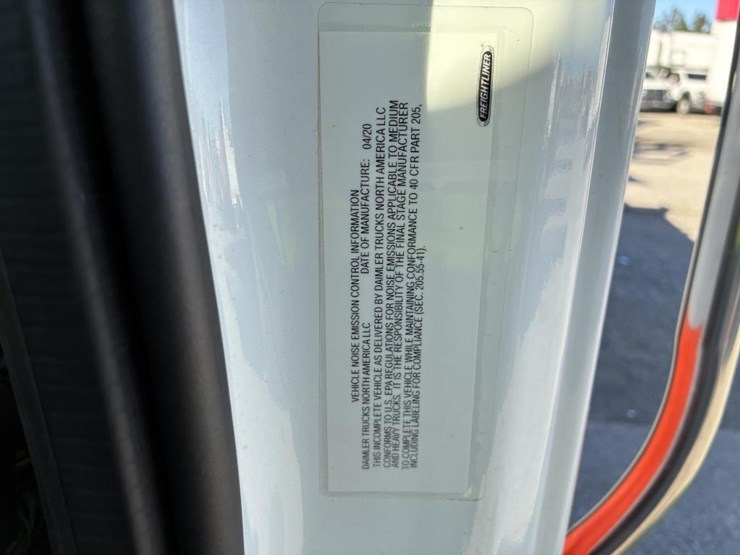 VEHICLE NOISE EMISSION CONTROL INFORMATION
DAIMLER TRUCKS NORTH AMERICA LLC DATE OF MANUFACTURE: 04/20
THIS INCOMPLETE VEHICLE AS DELIVERED BY DAIMLER TRUCKS NORTH AMERICA LLC
CONFORMS TO U.S. EPA REGULATIONS FOR NOISE EMISSIONS APPLICABLE TO MEDIUM
AND HEAVY TRUCKS. IT IS THE RESPONSIBILITY OF THE FINAL STAGE MANUFACTURER
TO COMPLETE THIS VEHICLE WHILE MAINTAINING CONFORMANCE TO 40 CFR PART 205,
INCLUDING LABELING FOR COMPLIANCE (SEC. 205.55-41).
FREIGHTLINER